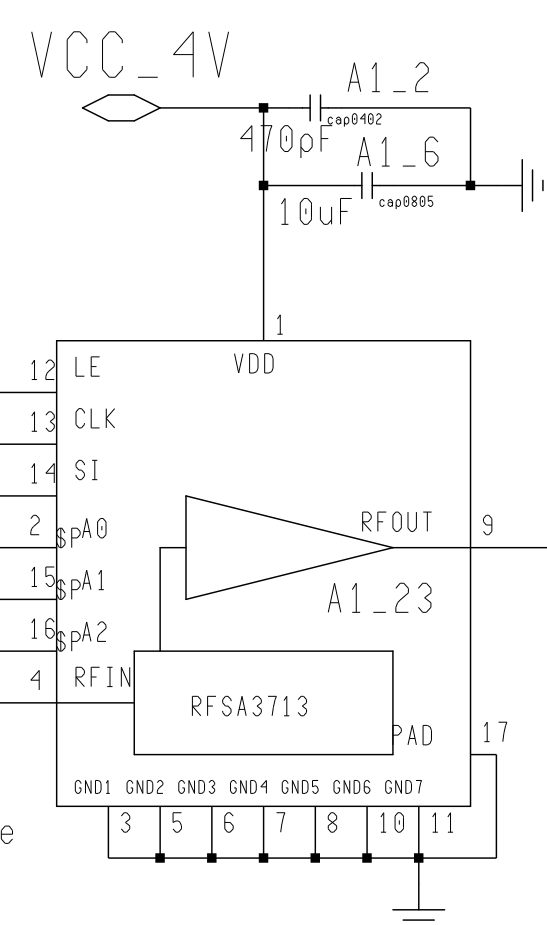 VCC_4V
A1_2
cap0402
470pF
A1_6
cap0805
10uF
1
VDD
12 LE
13 CLK
14 SI
2 $pA0
RFOUT 9
15 $pA1
A1_23
16 $pA2
4 RFIN
RFSA3713
PAD 17
GND1 GND2 GND3 GND4 GND5 GND6 GND7
3 5 6 7 8 10 11
e